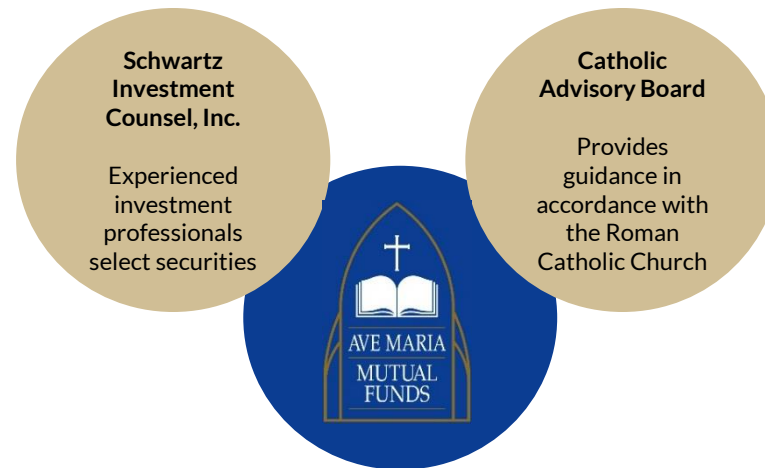 Schwartz
Investment
Counsel, Inc.
Experienced
investment
professionals
select securities
Catholic
Advisory Board
Provides
guidance in
accordance with
the Roman
Catholic Church
AVE MARIA
MUTUAL
FUNDS